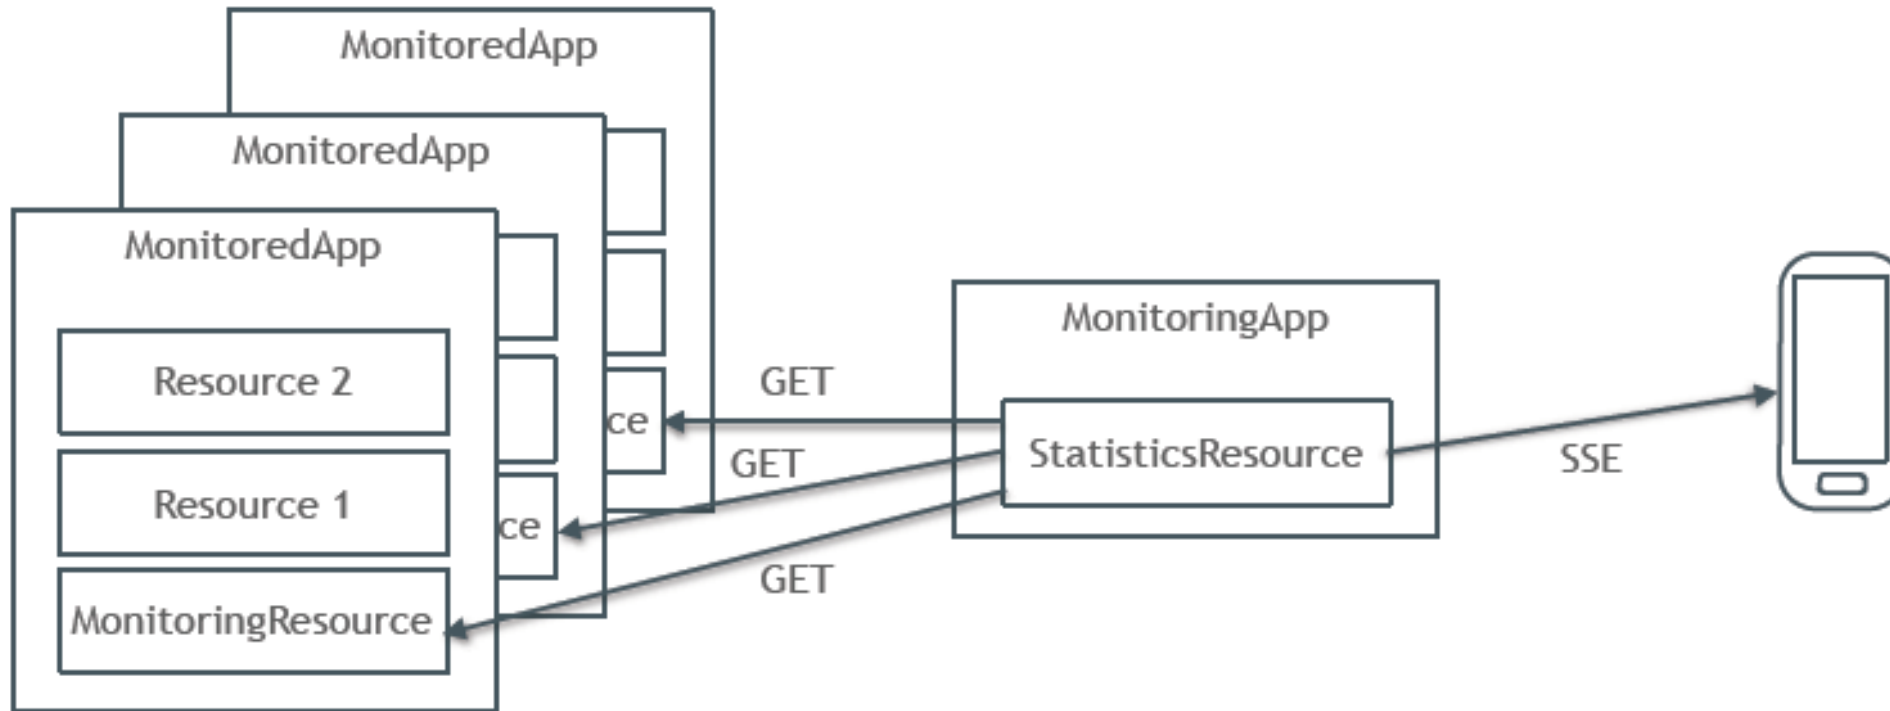 MonitoredApp
MonitoredApp
MonitoredApp
Resource 2
Resource 1
MonitoringResource
ce
ce
GET
GET
GET
MonitoringApp
StatisticsResource
SSE